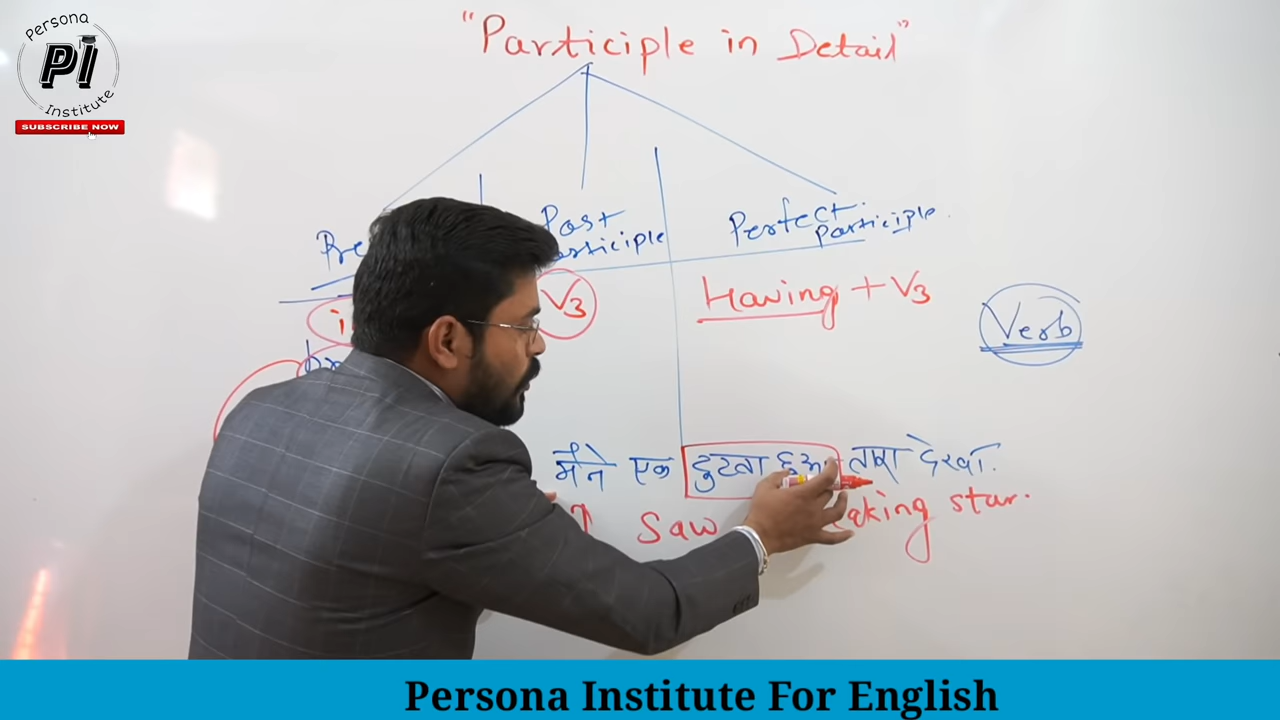 Persona
PI
Institute
SUBSCRIBE NOW
"Participle in Detail"
Past
Perfect
participle
participle
V3
Having + V3
Verb
मैंने एक टुटता हुआ तारा देखा.
I Saw star.
Persona Institute For English